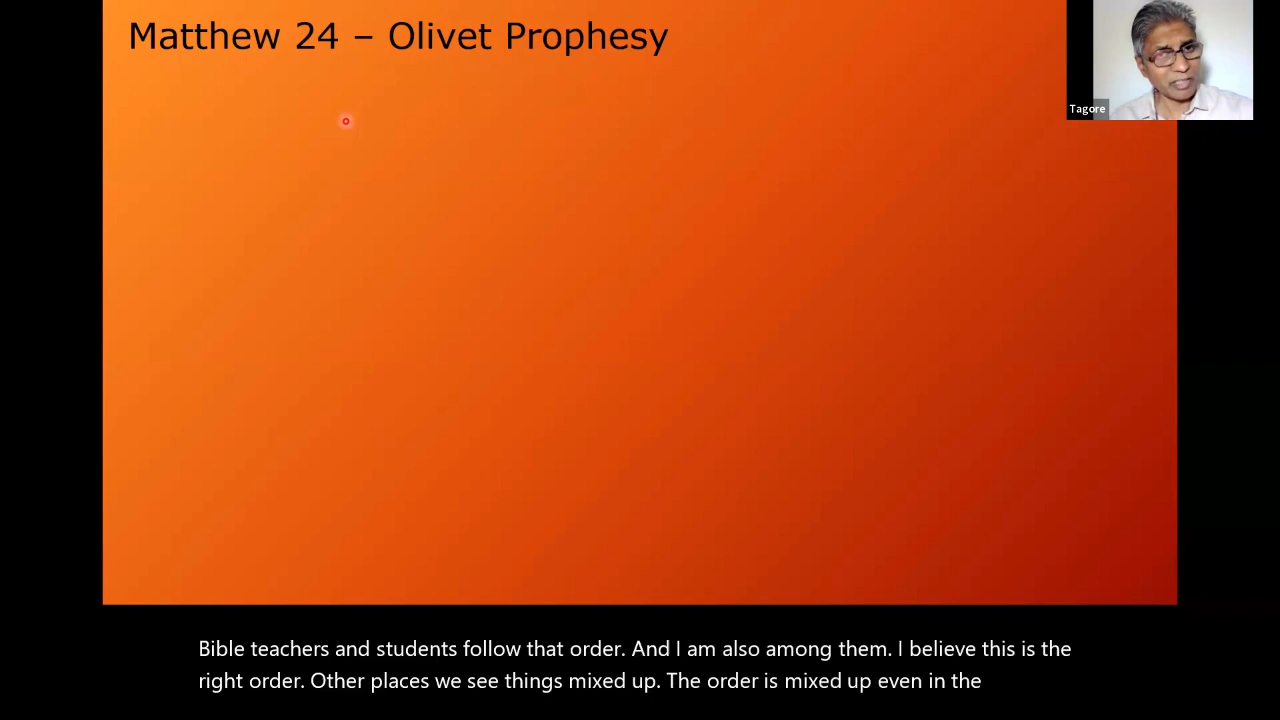 Matthew 24 – Olivet Prophesy
Tagore
Bible teachers and students follow that order. And I am also among them. I believe this is the
right order. Other places we see things mixed up. The order is mixed up even in the